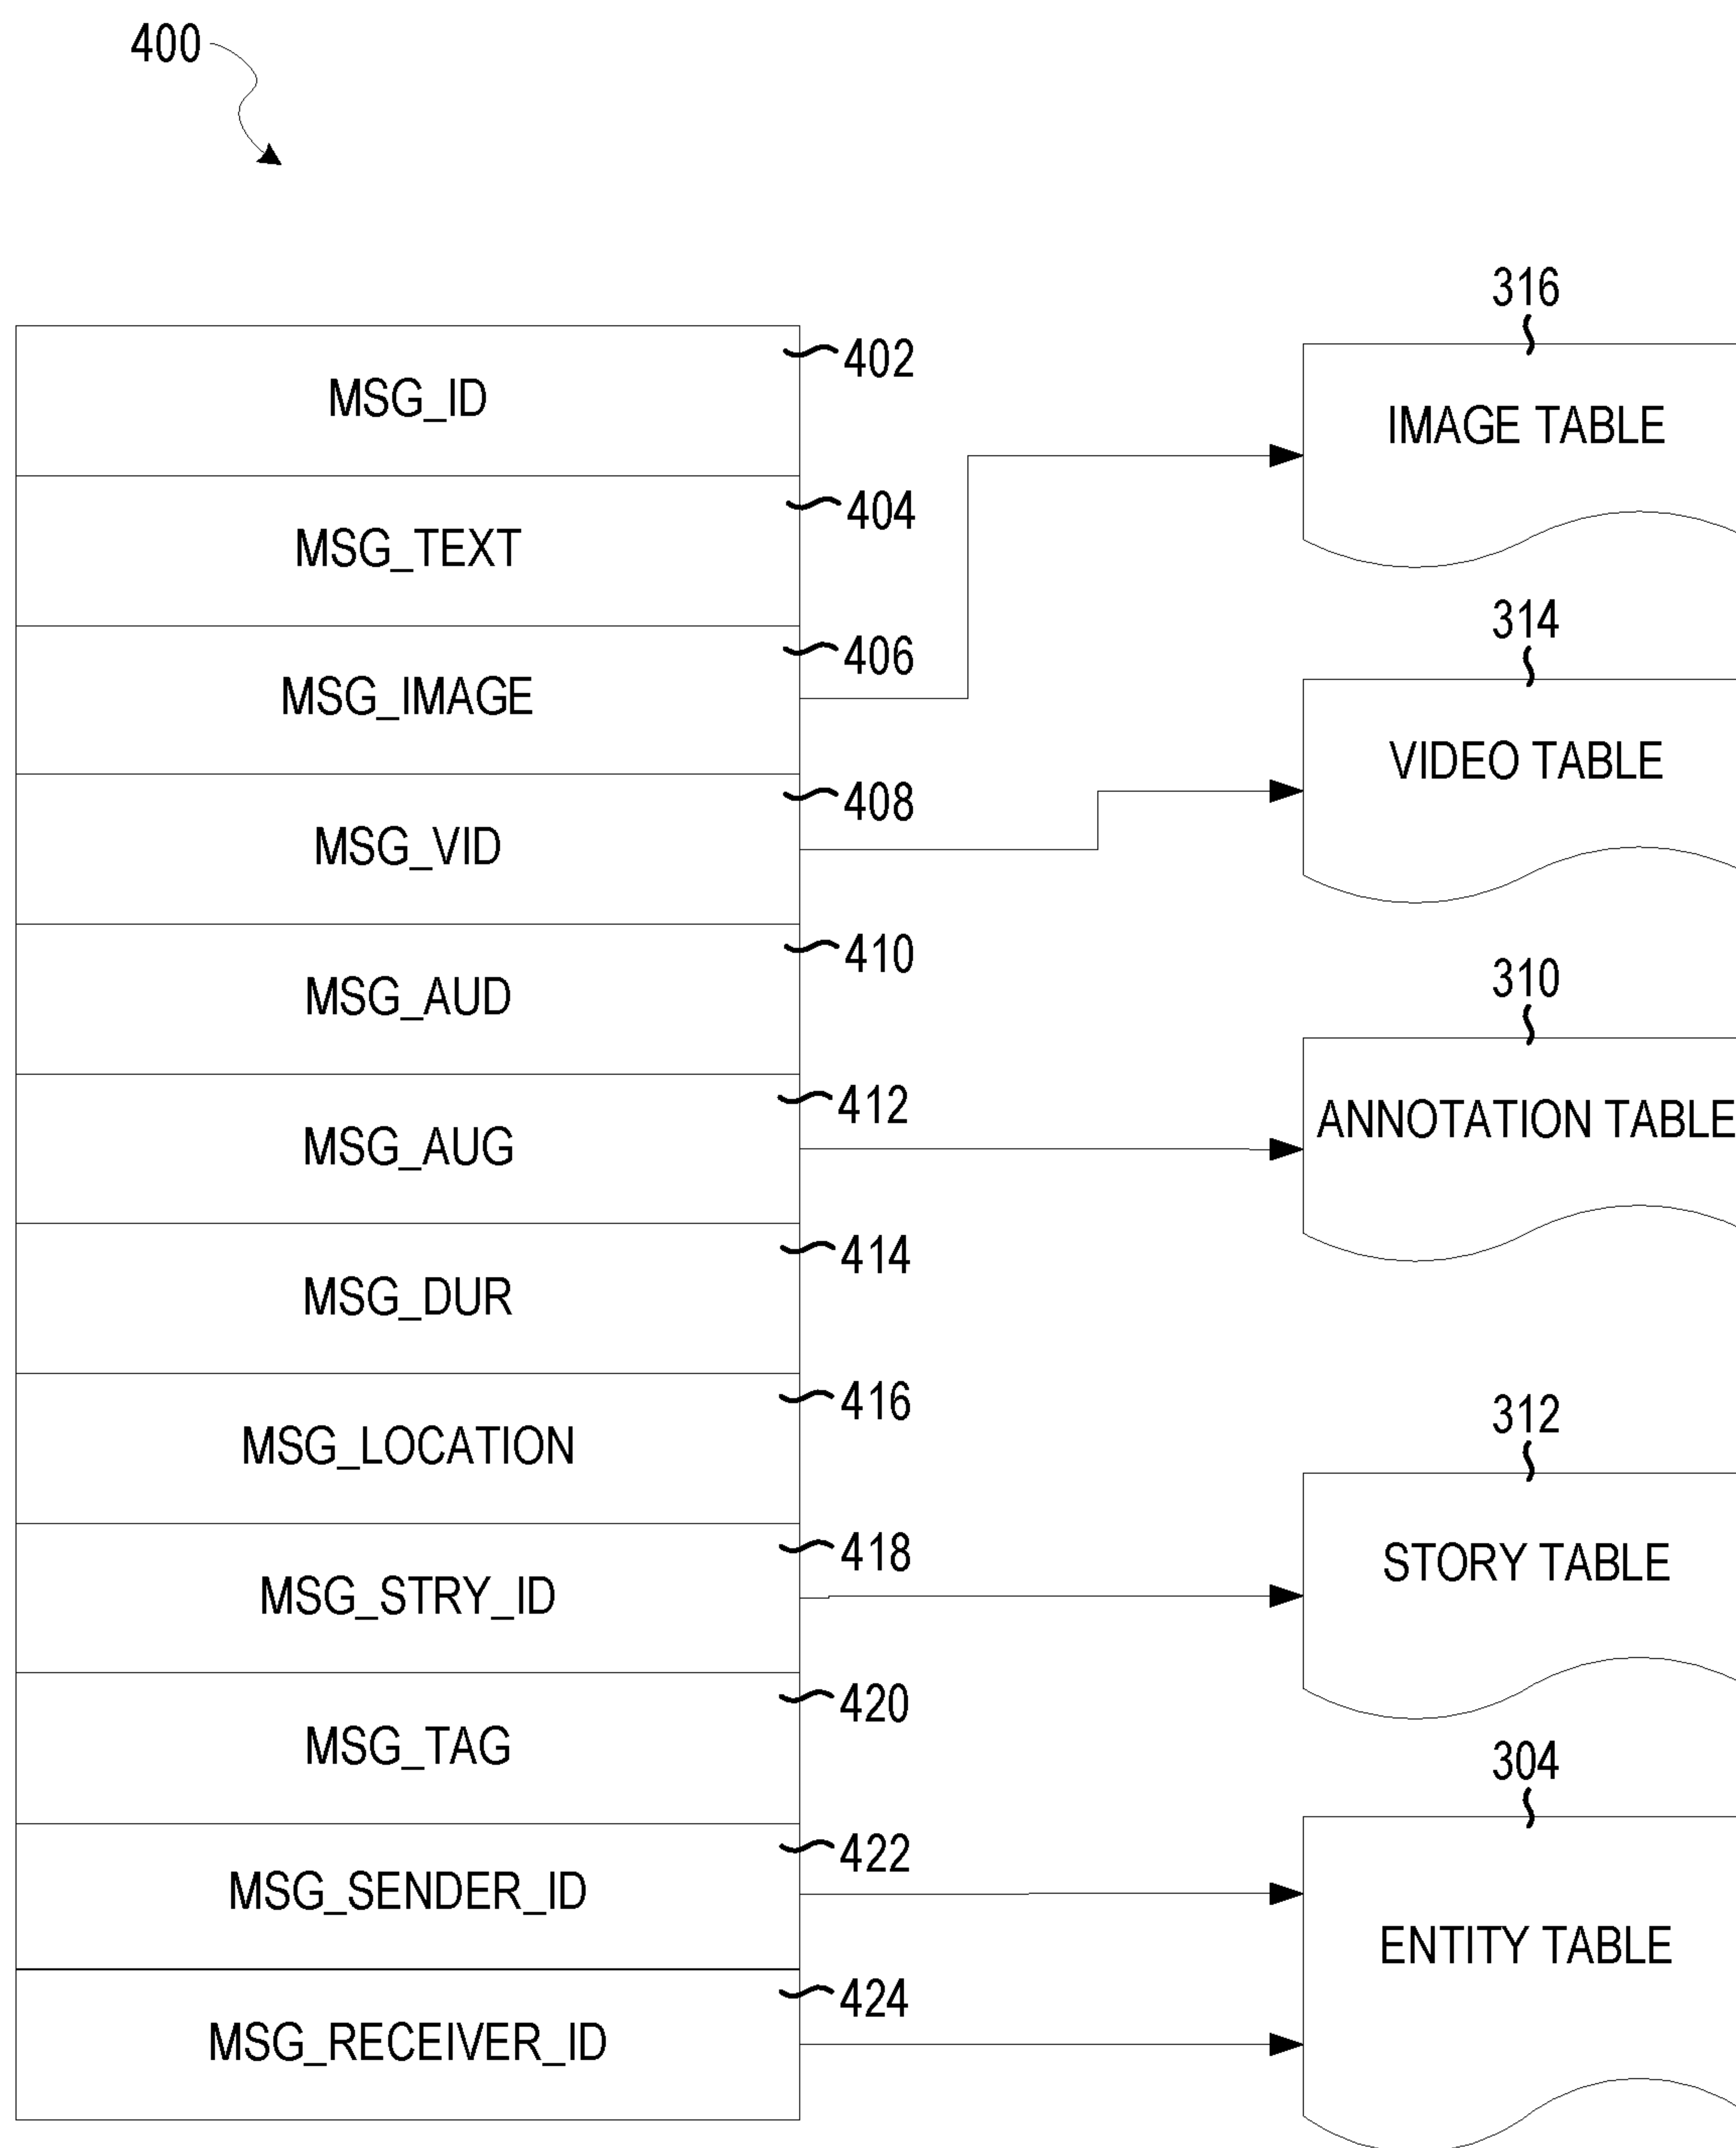 400
MSG_ID
402
MSG_TEXT
404
MSG_IMAGE
406
MSG_VID
408
MSG_AUD
410
MSG_AUG
412
MSG_DUR
414
MSG_LOCATION
416
MSG_STRY_ID
418
MSG_TAG
420
MSG_SENDER_ID
422
MSG_RECEIVER_ID
424
316
IMAGE TABLE
314
VIDEO TABLE
310
ANNOTATION TABLE
312
STORY TABLE
304
ENTITY TABLE